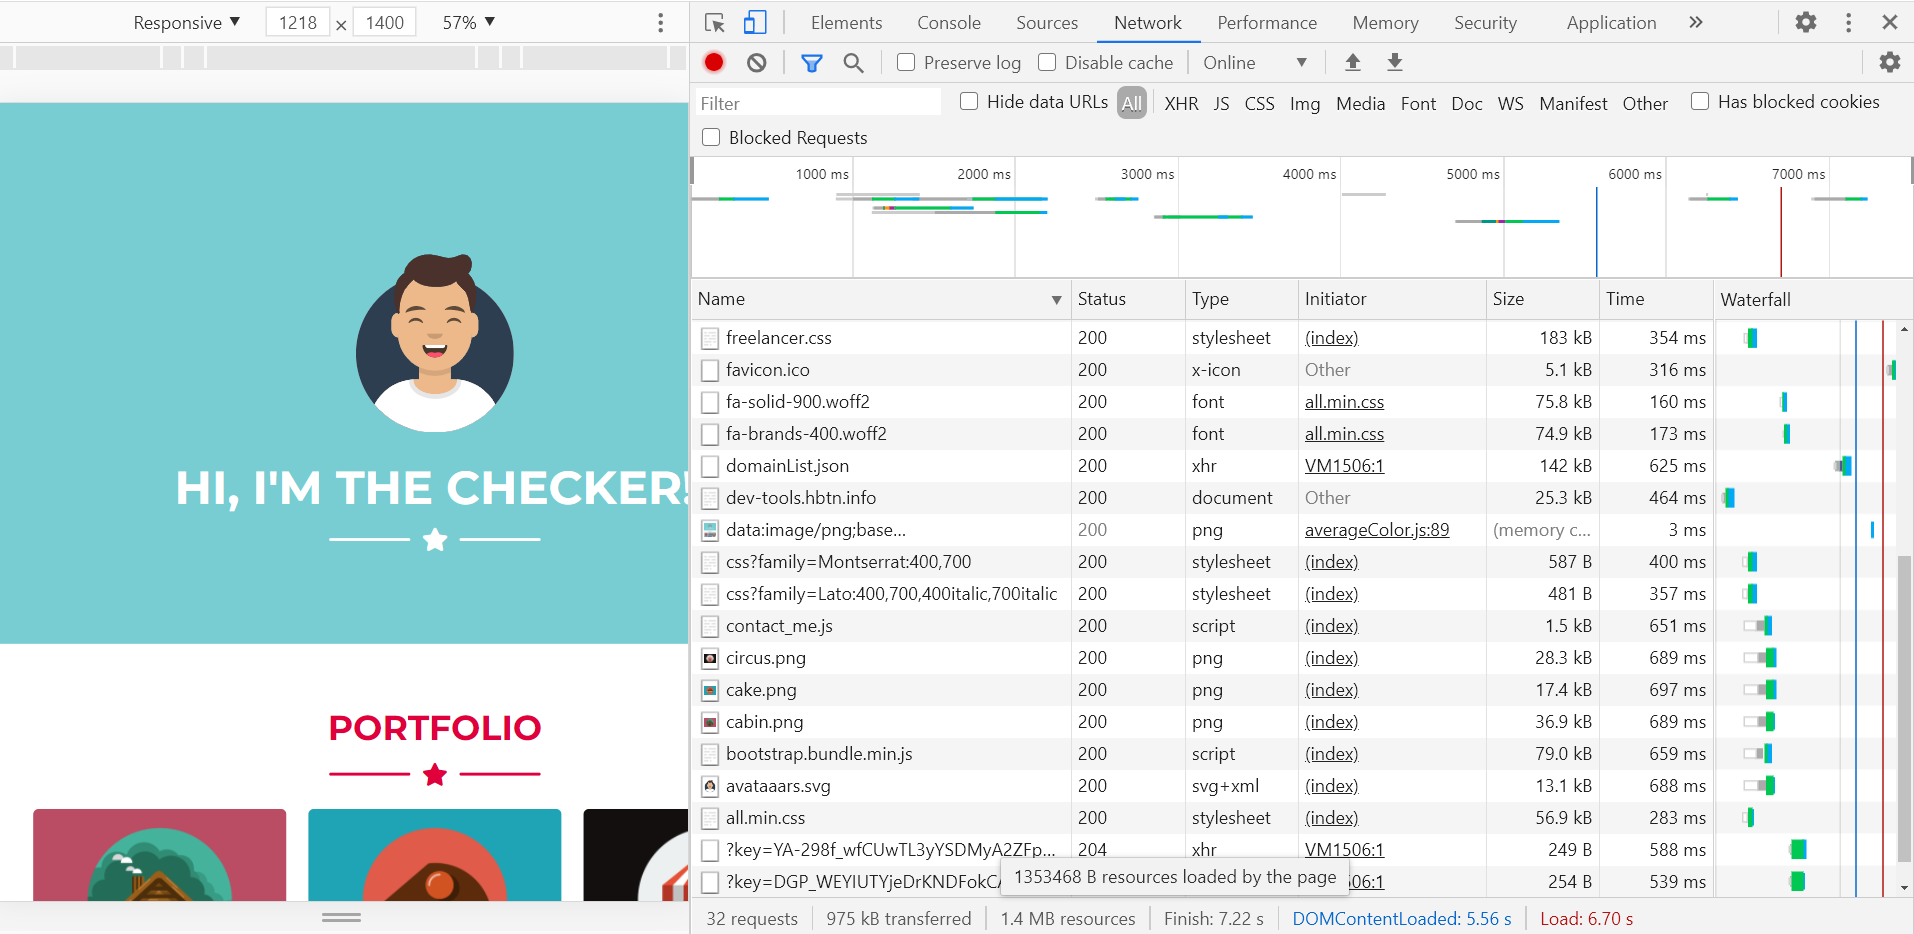 Responsive ▼ 1218 × 1400 57% ▼
Elements Console Sources Network Performance Memory Security Application »
Preserve log Disable cache Online ▼
Filter Hide data URLs All XHR JS CSS Img Media Font Doc WS Manifest Other Has blocked cookies
Blocked Requests
1000 ms 2000 ms 3000 ms 4000 ms 5000 ms 6000 ms 7000 ms
Name ▼ Status Type Initiator Size Time Waterfall
freelancer.css 200 stylesheet (index) 183 kB 354 ms
favicon.ico 200 x-icon Other 5.1 kB 316 ms
fa-solid-900.woff2 200 font all.min.css 75.8 kB 160 ms
fa-brands-400.woff2 200 font all.min.css 74.9 kB 173 ms
domainList.json 200 xhr VM1506:1 142 kB 625 ms
dev-tools.hbtn.info 200 document Other 25.3 kB 464 ms
data:image/png;base... 200 png averageColor.js:89 (memory c... 3 ms
css?family=Montserrat:400,700 200 stylesheet (index) 587 B 400 ms
css?family=Lato:400,700,400italic,700italic 200 stylesheet (index) 481 B 357 ms
contact_me.js 200 script (index) 1.5 kB 651 ms
circus.png 200 png (index) 28.3 kB 689 ms
cake.png 200 png (index) 17.4 kB 697 ms
cabin.png 200 png (index) 36.9 kB 689 ms
bootstrap.bundle.min.js 200 script (index) 79.0 kB 659 ms
avataaars.svg 200 svg+xml (index) 13.1 kB 688 ms
all.min.css 200 stylesheet (index) 56.9 kB 283 ms
?key=YA-298f_wfCUwTL3yYSDMyA2ZFp... 204 xhr VM1506:1 249 B 588 ms
?key=DGP_WEYIUTYjeDrKNDFokC 506:1 254 B 539 ms
1353468 B resources loaded by the page
32 requests 975 kB transferred 1.4 MB resources Finish: 7.22 s DOMContentLoaded: 5.56 s Load: 6.70 s
HI, I'M THE CHECKER!
PORTFOLIO